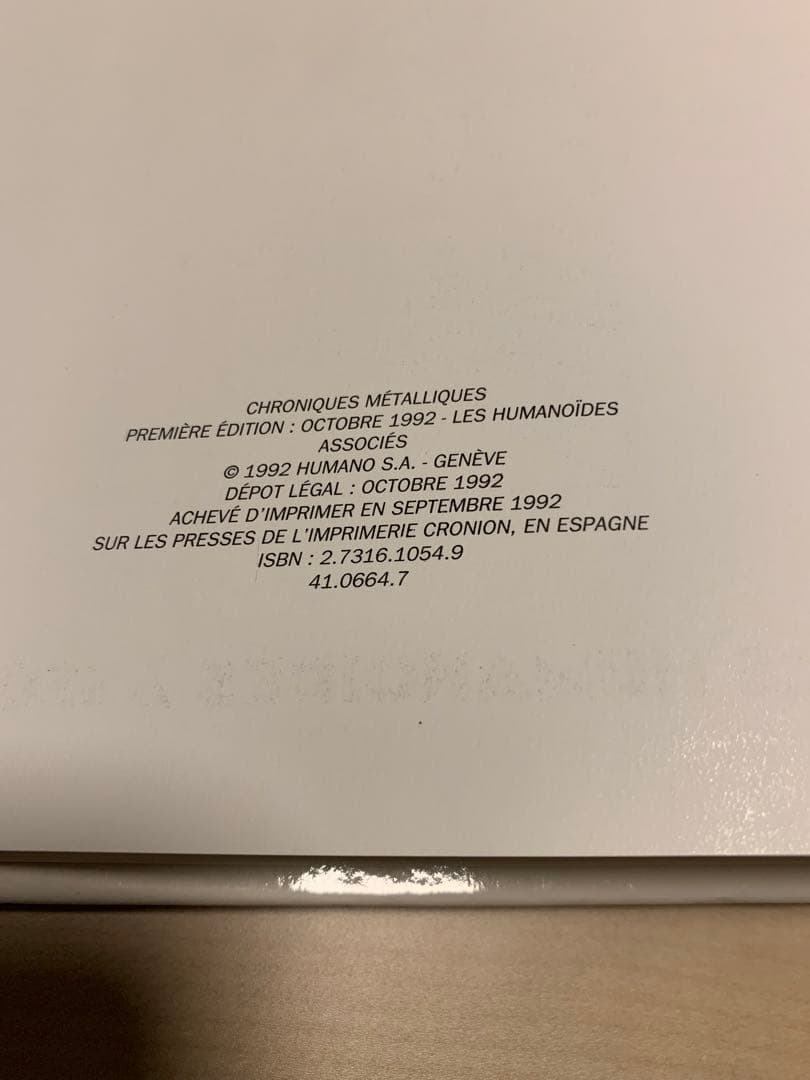 CHRONIQUES MÉTALLIQUES
PREMIÈRE ÉDITION : OCTOBRE 1992 - LES HUMANOÏDES
ASSOCIÉS
© 1992 HUMANO S.A. - GENÈVE
DÉPOT LÉGAL : OCTOBRE 1992
ACHEVÉ D'IMPRIMER EN SEPTEMBRE 1992
SUR LES PRESSES DE L'IMPRIMERIE CRONION, EN ESPAGNE
ISBN : 2.7316.1054.9
41.0664.7